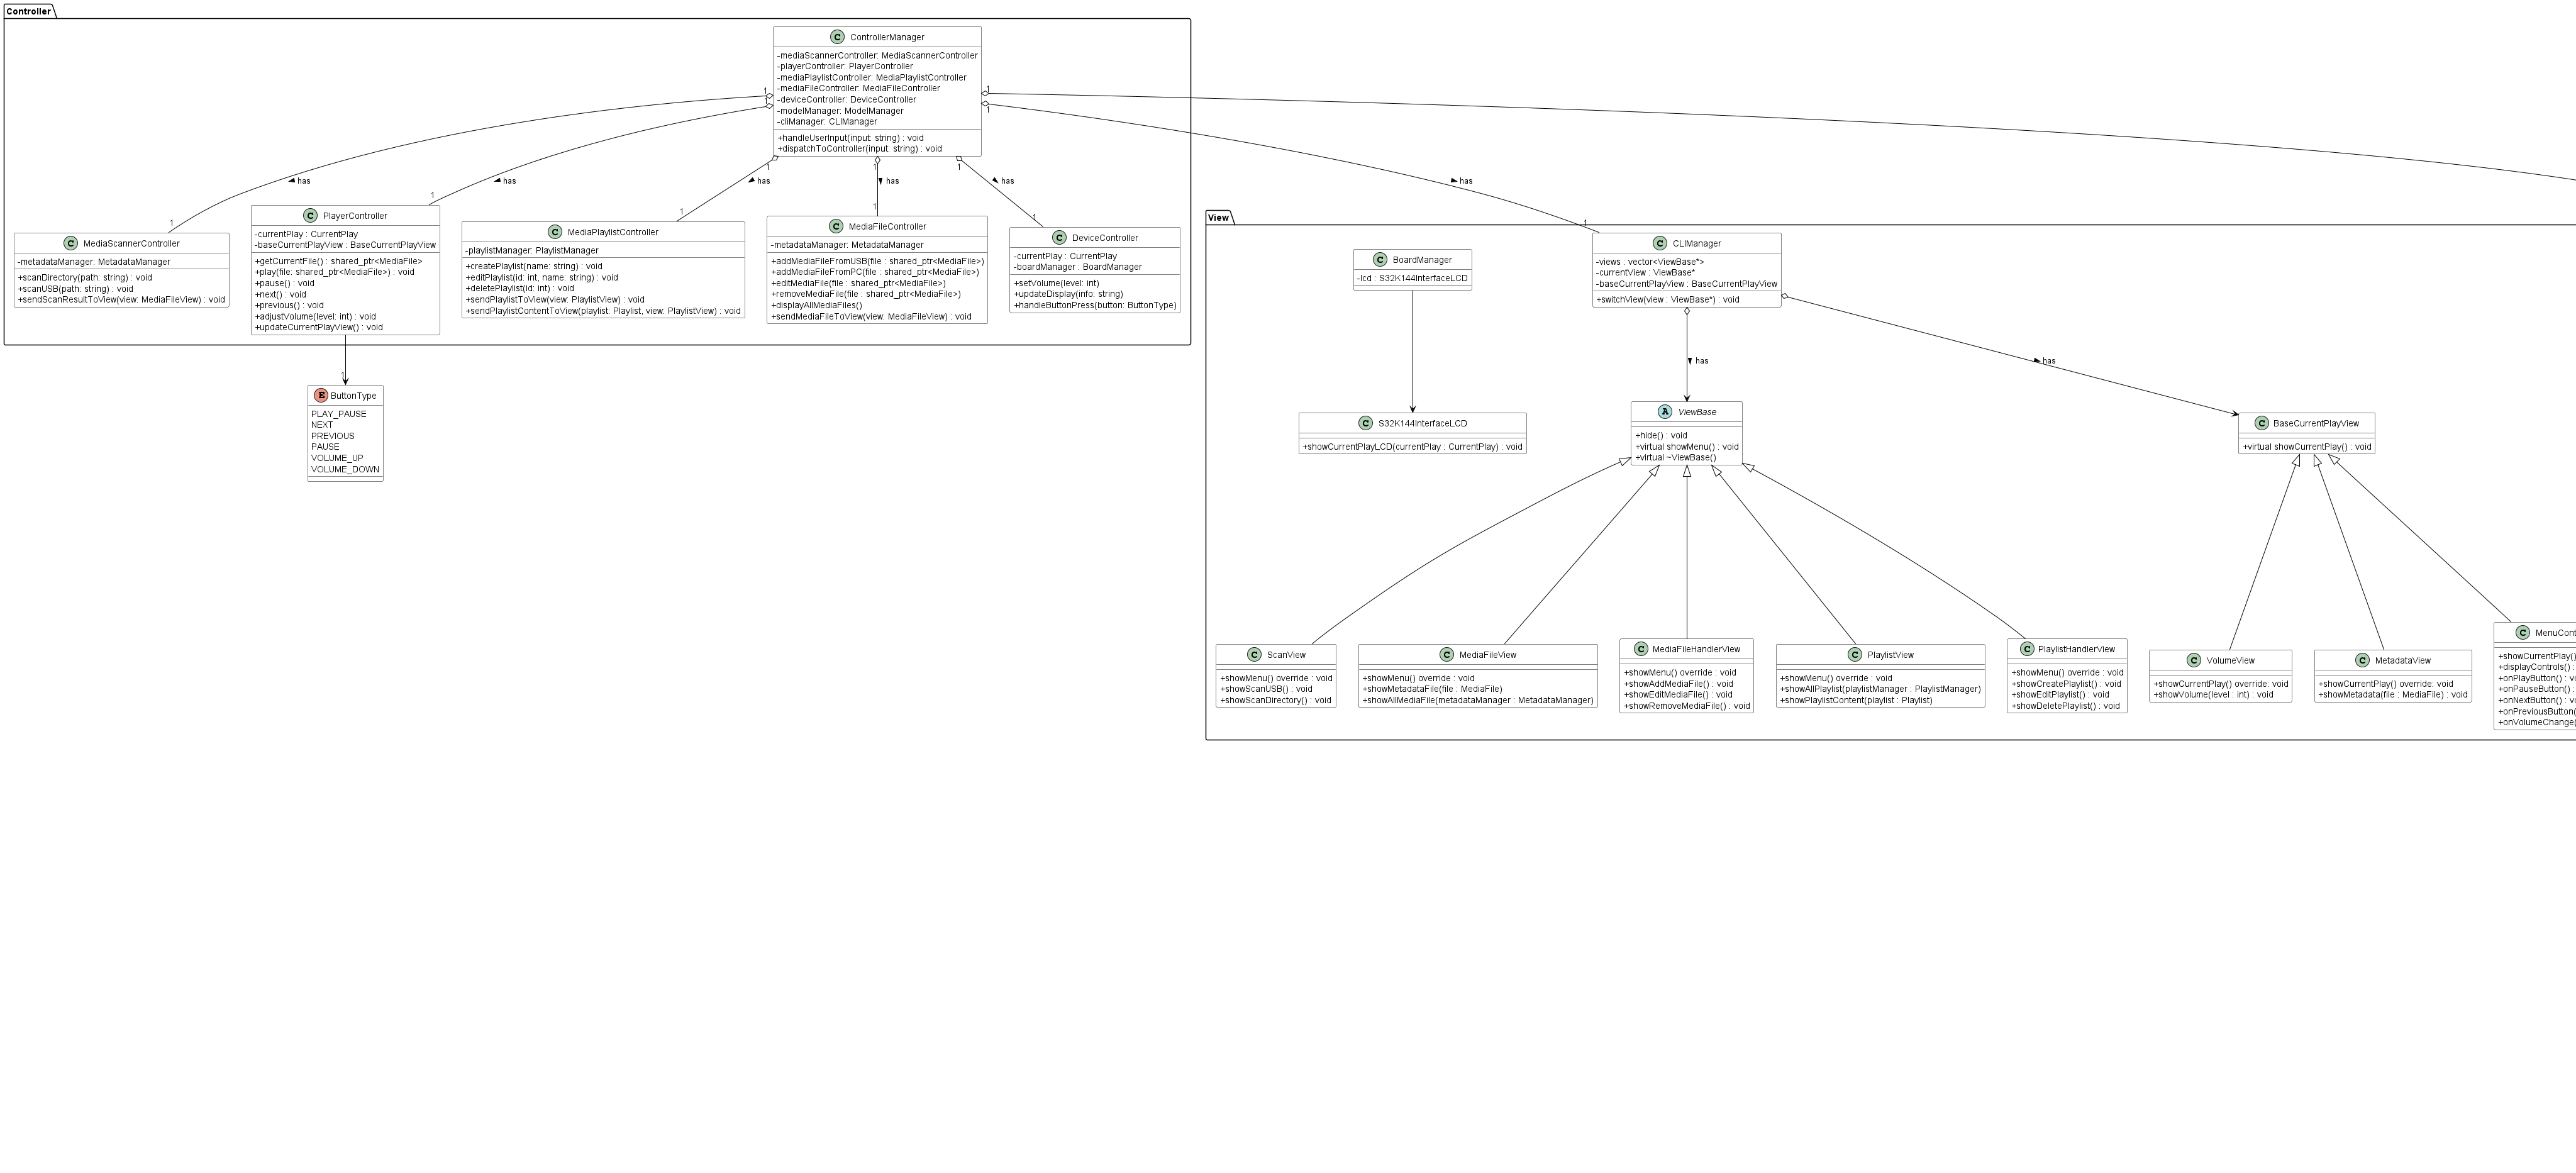 Controller
C ControllerManager
-mediaScannerController: MediaScannerController
-playerController: PlayerController
-mediaPlaylistController: MediaPlaylistController
-mediaFileController: MediaFileController
-deviceController: DeviceController
-modelManager: ModelManager
-cliManager: CLIManager
+handleUserInput(input: string) : void
+dispatchToController(input: string) : void
1
1
1
1
1
1
1
has
has
has
has
has
has
1
1
1
1
1
1
C MediaScannerController
-metadataManager: MetadataManager
+scanDirectory(path: string) : void
+scanUSB(path: string) : void
+sendScanResultToView(view: MediaFileView) : void
C PlayerController
-currentPlay : CurrentPlay
-baseCurrentPlayView : BaseCurrentPlayView
+getCurrentFile() : shared_ptr<MediaFile>
+play(file: shared_ptr<MediaFile>) : void
+pause() : void
+next() : void
+previous() : void
+adjustVolume(level: int) : void
+updateCurrentPlayView() : void
C MediaPlaylistController
-playlistManager: PlaylistManager
+createPlaylist(name: string) : void
+editPlaylist(id: int, name: string) : void
+deletePlaylist(id: int) : void
+sendPlaylistToView(view: PlaylistView) : void
+sendPlaylistContentToView(playlist: Playlist, view: PlaylistView) : void
C MediaFileController
-metadataManager: MetadataManager
+addMediaFileFromUSB(file : shared_ptr<MediaFile>)
+addMediaFileFromPC(file : shared_ptr<MediaFile>)
+editMediaFile(file : shared_ptr<MediaFile>)
+removeMediaFile(file : shared_ptr<MediaFile>)
+displayAllMediaFiles()
+sendMediaFileToView(view: MediaFileView) : void
C DeviceController
-currentPlay : CurrentPlay
-boardManager : BoardManager
+setVolume(level: int)
+updateDisplay(info: string)
+handleButtonPress(button: ButtonType)
1
E ButtonType
PLAY_PAUSE
NEXT
PREVIOUS
PAUSE
VOLUME_UP
VOLUME_DOWN
View
C BoardManager
-lcd : S32K144InterfaceLCD
C CLIManager
-views : vector<ViewBase*>
-currentView : ViewBase*
-baseCurrentPlayView : BaseCurrentPlayView
+switchView(view : ViewBase*) : void
has
has
C S32K144InterfaceLCD
+showCurrentPlayLCD(currentPlay : CurrentPlay) : void
A ViewBase
+hide() : void
+virtual showMenu() : void
+virtual ~ViewBase()
C BaseCurrentPlayView
+virtual showCurrentPlay() : void
C ScanView
+showMenu() override : void
+showScanUSB() : void
+showScanDirectory() : void
C MediaFileView
+showMenu() override : void
+showMetadataFile(file : MediaFile)
+showAllMediaFile(metadataManager : MetadataManager)
C MediaFileHandlerView
+showMenu() override : void
+showAddMediaFile() : void
+showEditMediaFile() : void
+showRemoveMediaFile() : void
C PlaylistView
+showMenu() override : void
+showAllPlaylist(playlistManager : PlaylistManager)
+showPlaylistContent(playlist : Playlist)
C PlaylistHandlerView
+showMenu() override : void
+showCreatePlaylist() : void
+showEditPlaylist() : void
+showDeletePlaylist() : void
C VolumeView
+showCurrentPlay() override: void
+showVolume(level : int) : void
C MetadataView
+showCurrentPlay() override: void
+showMetadata(file : MediaFile) : void
C MenuCont
+showCurrentPlay()
+displayControls() :
+onPlayButton() : v
+onPauseButton() :
+onNextButton() : v
+onPreviousButton(
+onVolumeChange(